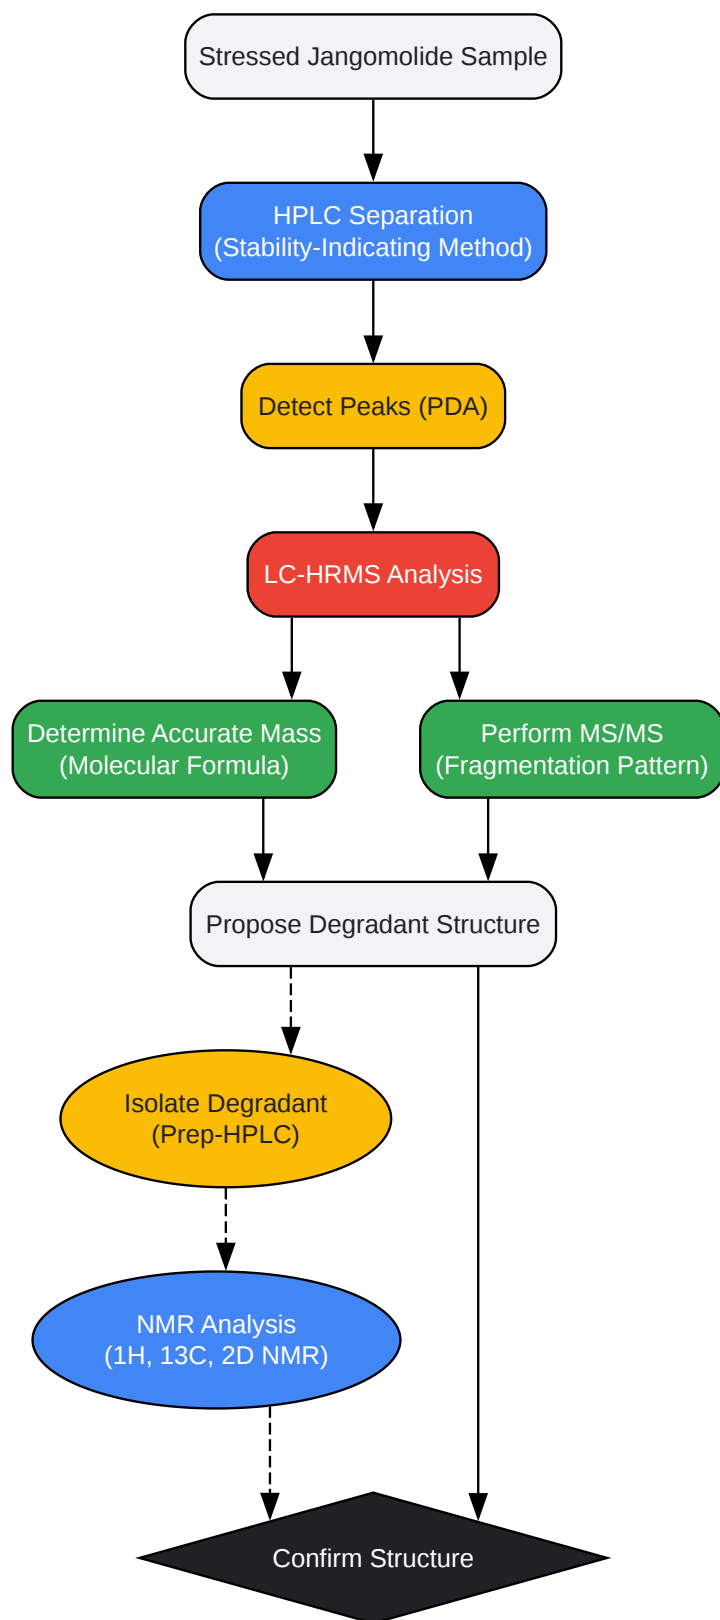 Stressed Jangomolide Sample
HPLC Separation
(Stability-Indicating Method)
Detect Peaks (PDA)
LC-HRMS Analysis
Determine Accurate Mass
(Molecular Formula)
Perform MS/MS
(Fragmentation Pattern)
Propose Degradant Structure
Isolate Degradant
(Prep-HPLC)
NMR Analysis
(1H, 13C, 2D NMR)
Confirm Structure